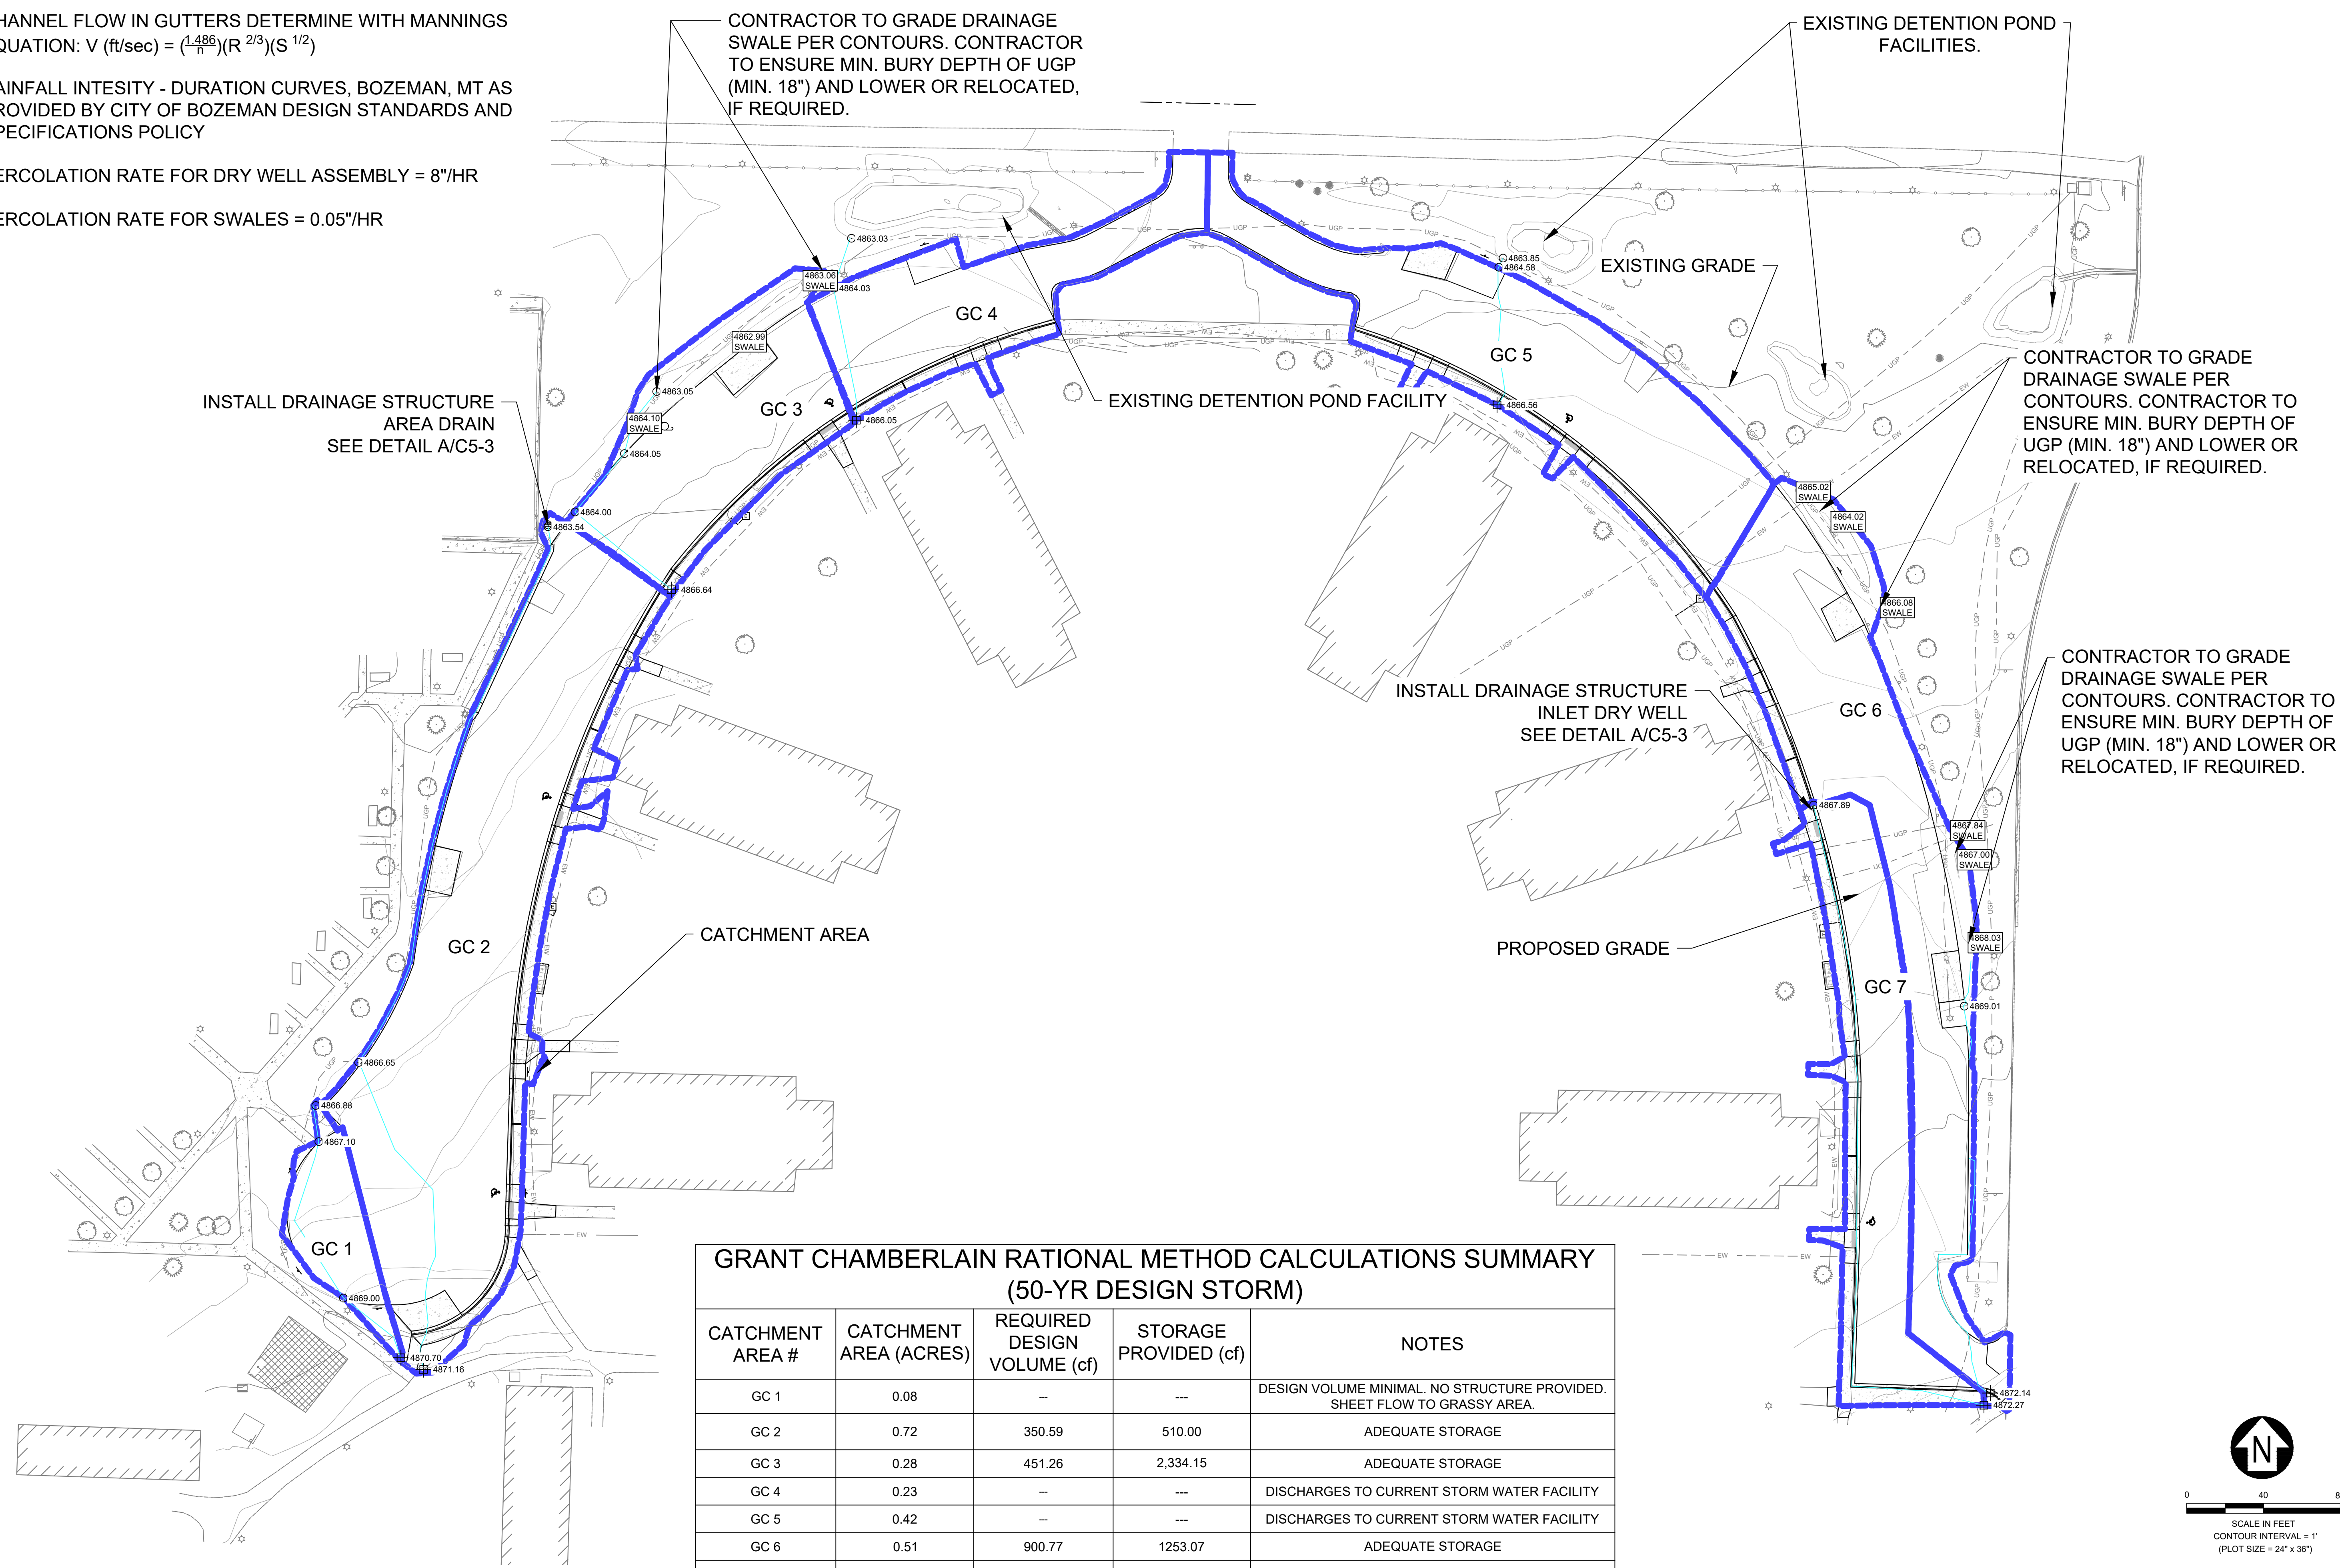 HANNEL FLOW IN GUTTERS DETERMINE WITH MANNINGS
QUATION: V (ft/sec) = (1.486/n)(R 2/3)(S 1/2)
AINFALL INTESITY - DURATION CURVES, BOZEMAN, MT AS
ROVIDED BY CITY OF BOZEMAN DESIGN STANDARDS AND
PECIFICATIONS POLICY
ERCOLATION RATE FOR DRY WELL ASSEMBLY = 8"/HR
ERCOLATION RATE FOR SWALES = 0.05"/HR
CONTRACTOR TO GRADE DRAINAGE
SWALE PER CONTOURS. CONTRACTOR
TO ENSURE MIN. BURY DEPTH OF UGP
(MIN. 18") AND LOWER OR RELOCATED,
IF REQUIRED.
EXISTING DETENTION POND
FACILITIES.
4863.03
4863.06
SWALE
4864.03
4863.85
4864.58
EXISTING GRADE
GC 4
4862.99
SWALE
GC 5
CONTRACTOR TO GRADE
DRAINAGE SWALE PER
CONTOURS. CONTRACTOR TO
ENSURE MIN. BURY DEPTH OF
UGP (MIN. 18") AND LOWER OR
RELOCATED, IF REQUIRED.
INSTALL DRAINAGE STRUCTURE
AREA DRAIN
SEE DETAIL A/C5-3
4863.05
GC 3
EXISTING DETENTION POND FACILITY
4866.56
4864.10
SWALE
4866.05
4864.05
4865.02
SWALE
4864.00
4863.54
4864.02
SWALE
4866.64
4866.08
SWALE
CONTRACTOR TO GRADE
DRAINAGE SWALE PER
CONTOURS. CONTRACTOR TO
ENSURE MIN. BURY DEPTH OF
UGP (MIN. 18") AND LOWER OR
RELOCATED, IF REQUIRED.
INSTALL DRAINAGE STRUCTURE
INLET DRY WELL
SEE DETAIL A/C5-3
GC 6
4867.89
4867.84
SWALE
4867.00
SWALE
CATCHMENT AREA
GC 2
PROPOSED GRADE
4868.03
SWALE
GC 7
4869.01
4866.65
4866.88
4867.10
GC 1
4869.00
4870.70
4871.16
4872.14
4872.27
GRANT CHAMBERLAIN RATIONAL METHOD CALCULATIONS SUMMARY
(50-YR DESIGN STORM)
CATCHMENT AREA # CATCHMENT AREA (ACRES) REQUIRED DESIGN VOLUME (cf) STORAGE PROVIDED (cf) NOTES
GC 1 0.08 --- --- DESIGN VOLUME MINIMAL. NO STRUCTURE PROVIDED.
SHEET FLOW TO GRASSY AREA.
GC 2 0.72 350.59 510.00 ADEQUATE STORAGE
GC 3 0.28 451.26 2,334.15 ADEQUATE STORAGE
GC 4 0.23 --- --- DISCHARGES TO CURRENT STORM WATER FACILITY
GC 5 0.42 --- --- DISCHARGES TO CURRENT STORM WATER FACILITY
GC 6 0.51 900.77 1253.07 ADEQUATE STORAGE
N
0 40 8
SCALE IN FEET
CONTOUR INTERVAL = 1'
(PLOT SIZE = 24" x 36")